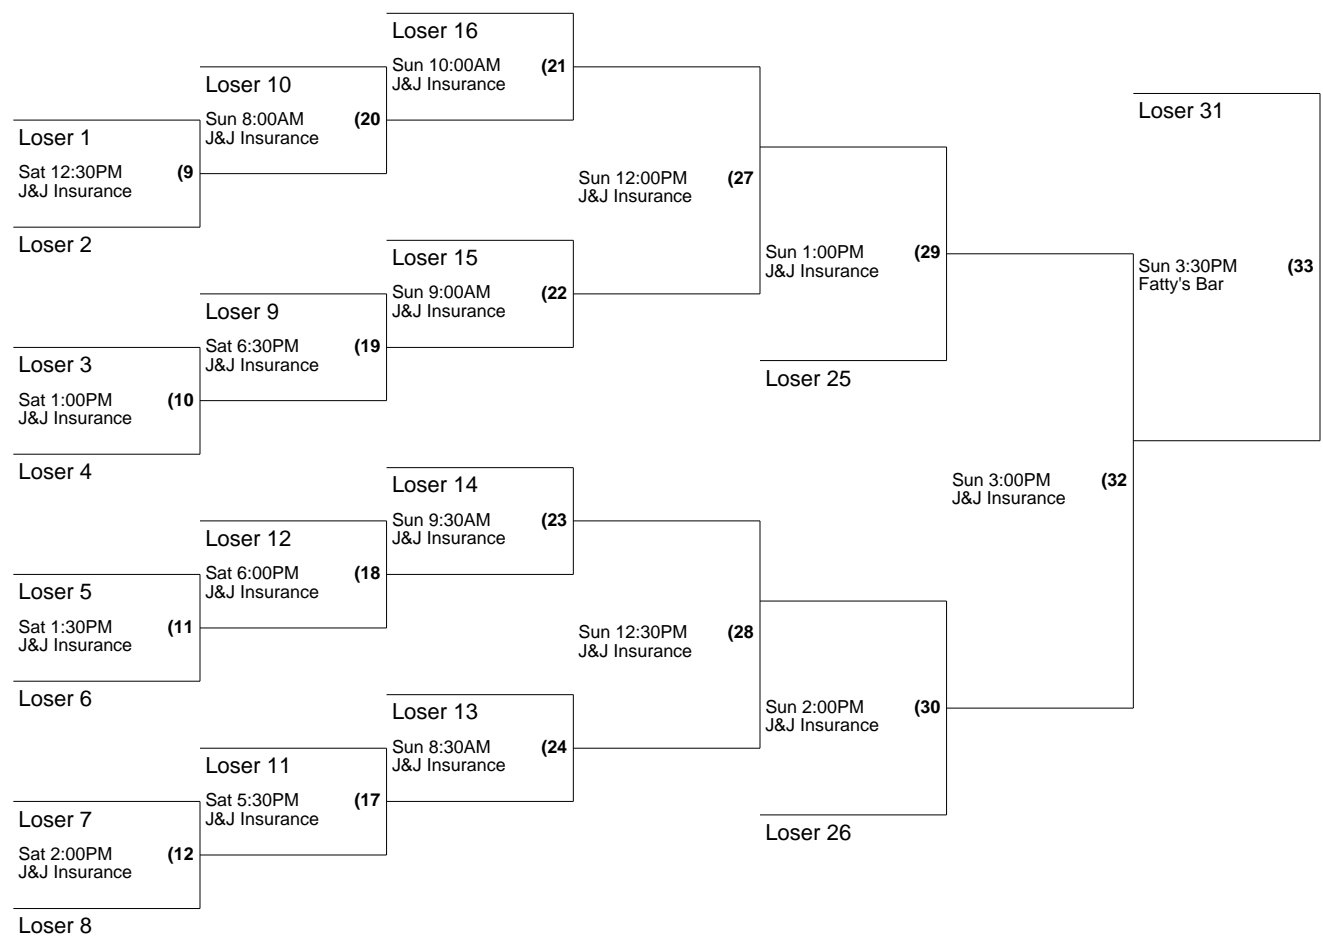 Loser 16
Sun 10:00AM (21
J&J Insurance
Loser 10
Sun 8:00AM (20
J&J Insurance
Loser 31
Loser 1
Sat 12:30PM (9
J&J Insurance
Loser 2
Sun 12:00PM (27
J&J Insurance
Loser 15
Sun 9:00AM (22
J&J Insurance
Sun 1:00PM (29
J&J Insurance
Sun 3:30PM (33
Fatty's Bar
Loser 9
Sat 6:30PM (19
J&J Insurance
Loser 3
Sat 1:00PM (10
J&J Insurance
Loser 4
Loser 25
Loser 14
Sun 9:30AM (23
J&J Insurance
Sun 3:00PM (32
J&J Insurance
Loser 12
Sat 6:00PM (18
J&J Insurance
Loser 5
Sat 1:30PM (11
J&J Insurance
Loser 6
Sun 12:30PM (28
J&J Insurance
Loser 13
Sun 8:30AM (24
J&J Insurance
Sun 2:00PM (30
J&J Insurance
Loser 11
Sat 5:30PM (17
J&J Insurance
Loser 7
Sat 2:00PM (12
J&J Insurance
Loser 8
Loser 26